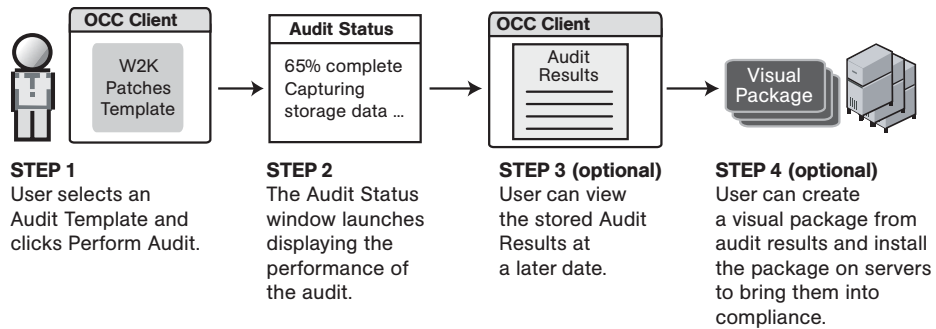 OCC Client
W2K
Patches
Template
Audit Status
65% complete
Capturing
storage data ...
OCC Client
Audit
Results
Visual
Package
STEP 1
User selects an
Audit Template and
clicks Perform Audit.
STEP 2
The Audit Status
window launches
displaying the
performance of
the audit.
STEP 3 (optional)
User can view
the stored Audit
Results at
a later date.
STEP 4 (optional)
User can create
a visual package from
audit results and install
the package on servers
to bring them into
compliance.